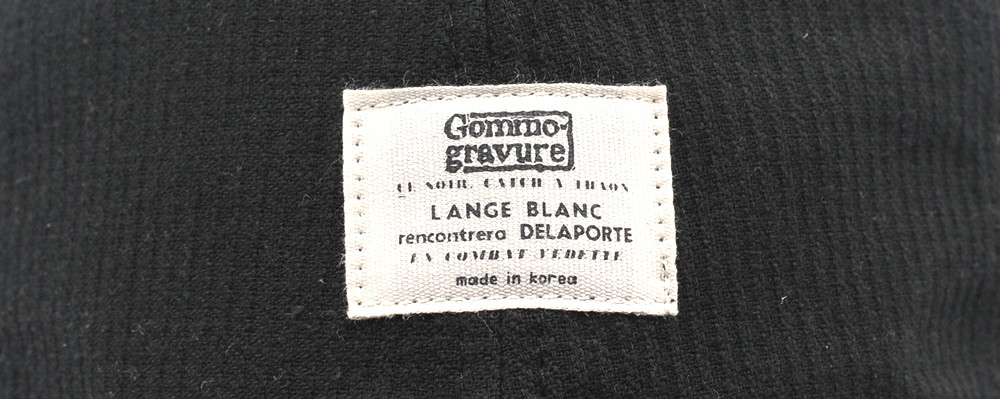 Gommo-
gravure
CE SOIR, CATCH A THAON
LANGE BLANC
rencontrera DELAPORTE
EN COMBAT VEDETTE
made in korea